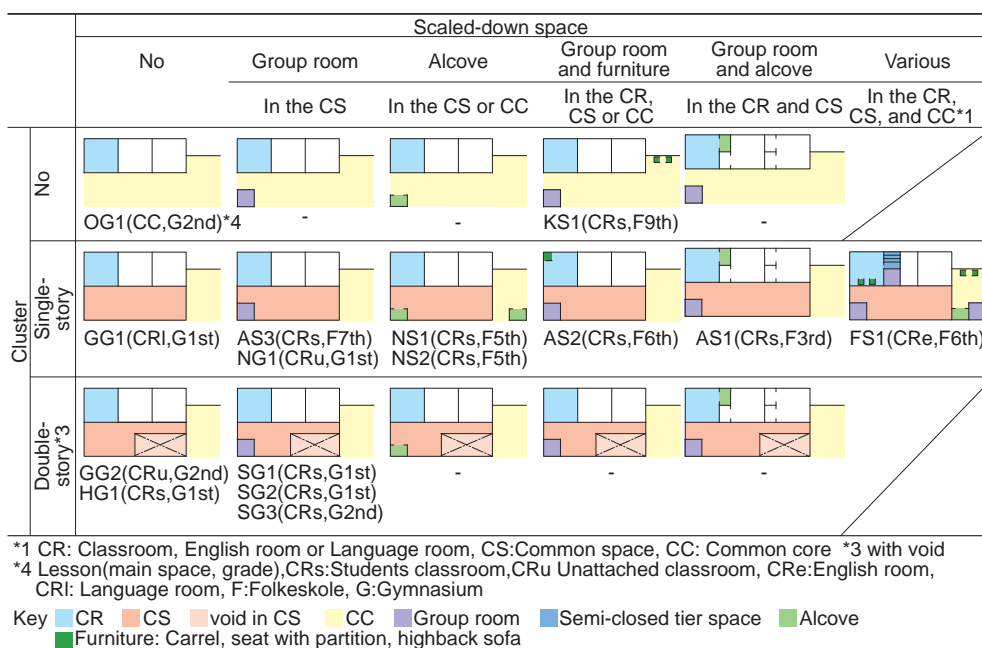 Scaled-down space
No Group room Alcove Group room and furniture Group room and alcove Various
In the CS In the CS or CC In the CR, CS or CC In the CR and CS In the CR, CS, and CC*1
Cluster
No
OG1(CC,G2nd)*4 - - KS1(CRs,F9th) -
Single-story
GG1(CRl,G1st) AS3(CRs,F7th) NS1(CRs,F5th) AS2(CRs,F6th) AS1(CRs,F3rd) FS1(CRe,F6th)
NG1(CRu,G1st) NS2(CRs,F5th)
Double-story*3
GG2(CRu,G2nd) SG1(CRs,G1st) - - -
HG1(CRs,G1st) SG2(CRs,G1st)
SG3(CRs,G2nd)
*1 CR: Classroom, English room or Language room, CS:Common space, CC: Common core *3 with void
*4 Lesson(main space, grade),CRs:Students classroom,CRu Unattached classroom, CRe:English room,
CRl: Language room, F:Folkeskole, G:Gymnasium
Key CR CS void in CS CC Group room Semi-closed tier space Alcove
Furniture: Carrel, seat with partition, highback sofa